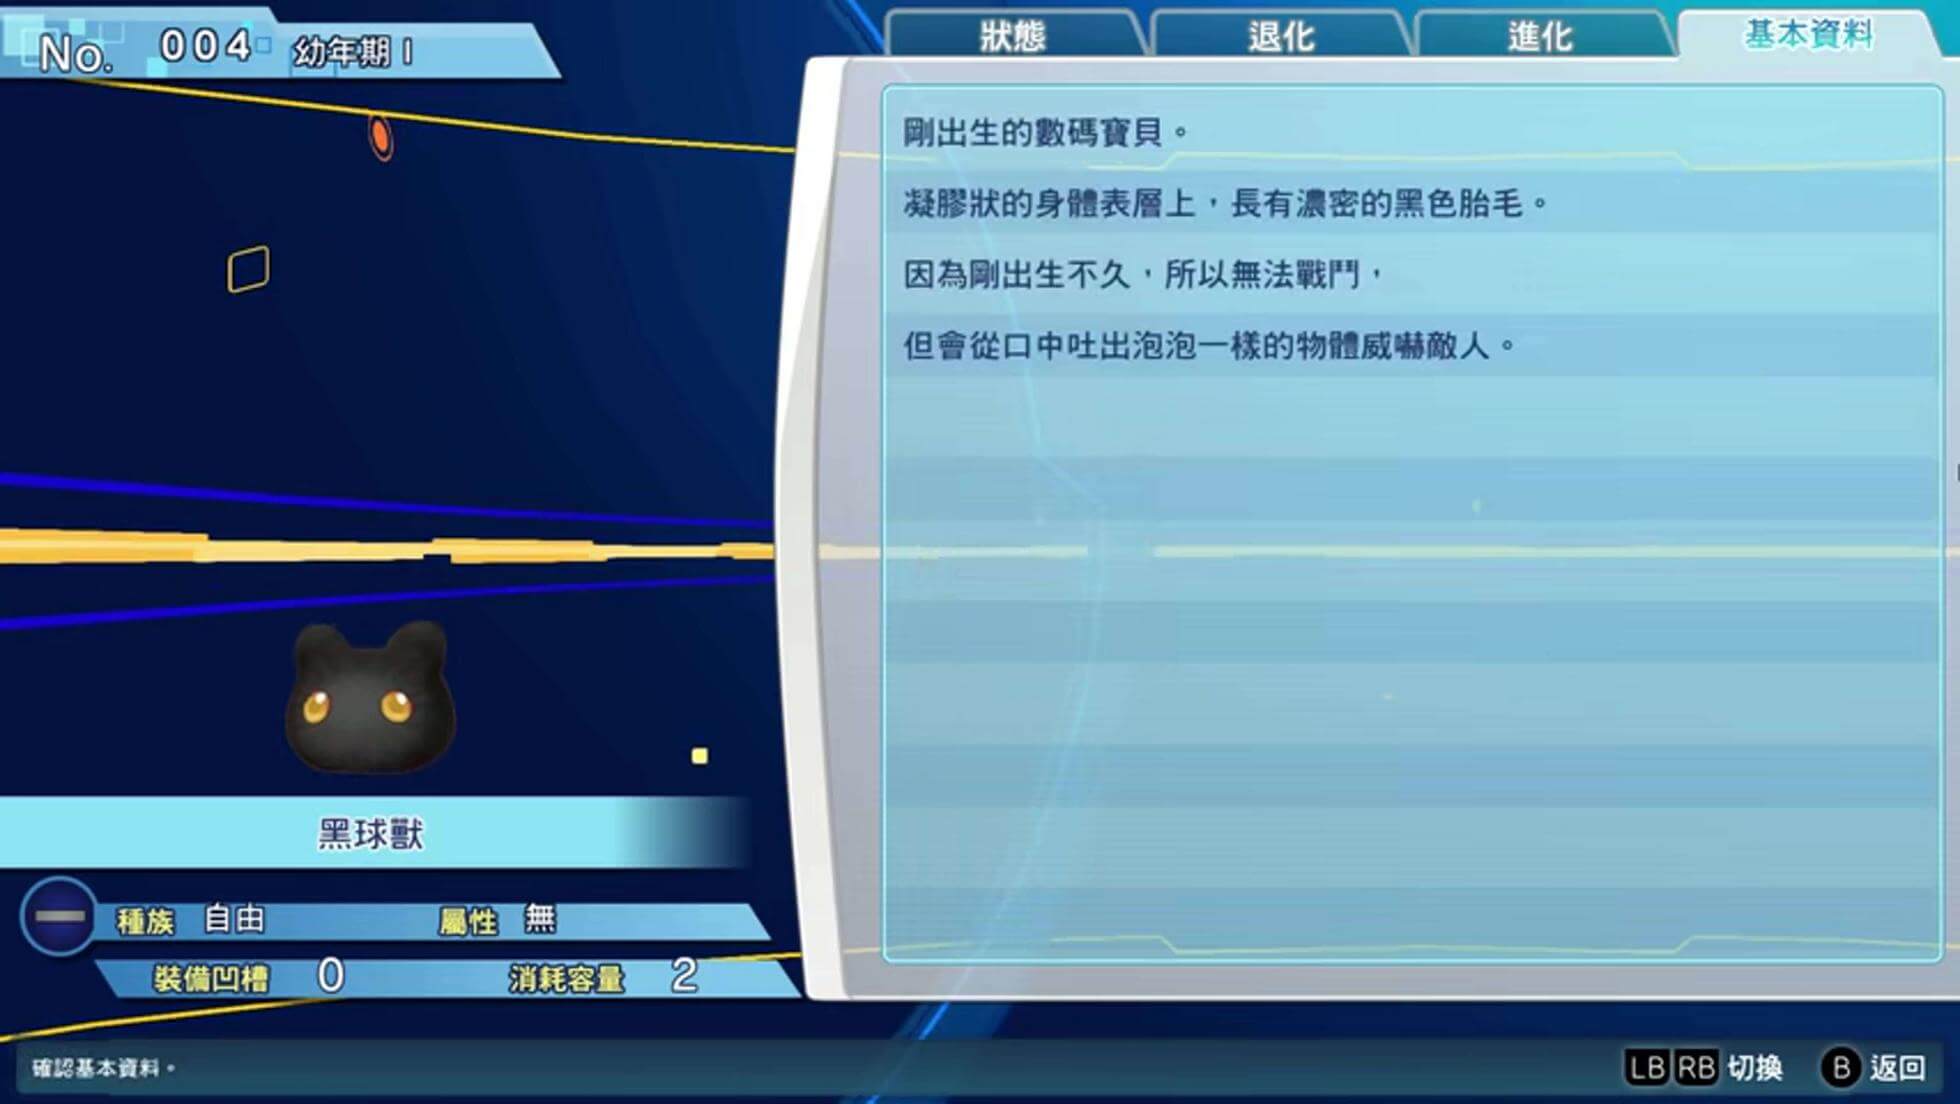 No. 004 幼年期 I
狀態 退化 進化 基本資料
剛出生的數碼寶貝。
凝膠狀的身體表層上，長有濃密的黑色胎毛。
因為剛出生不久，所以無法戰鬥，
但會從口中吐出泡泡一樣的物體威嚇敵人。
黑球獸
種族 自由 屬性 無
裝備凹槽 0 消耗容量 2
確認基本資料。
LB RB 切換 B 返回